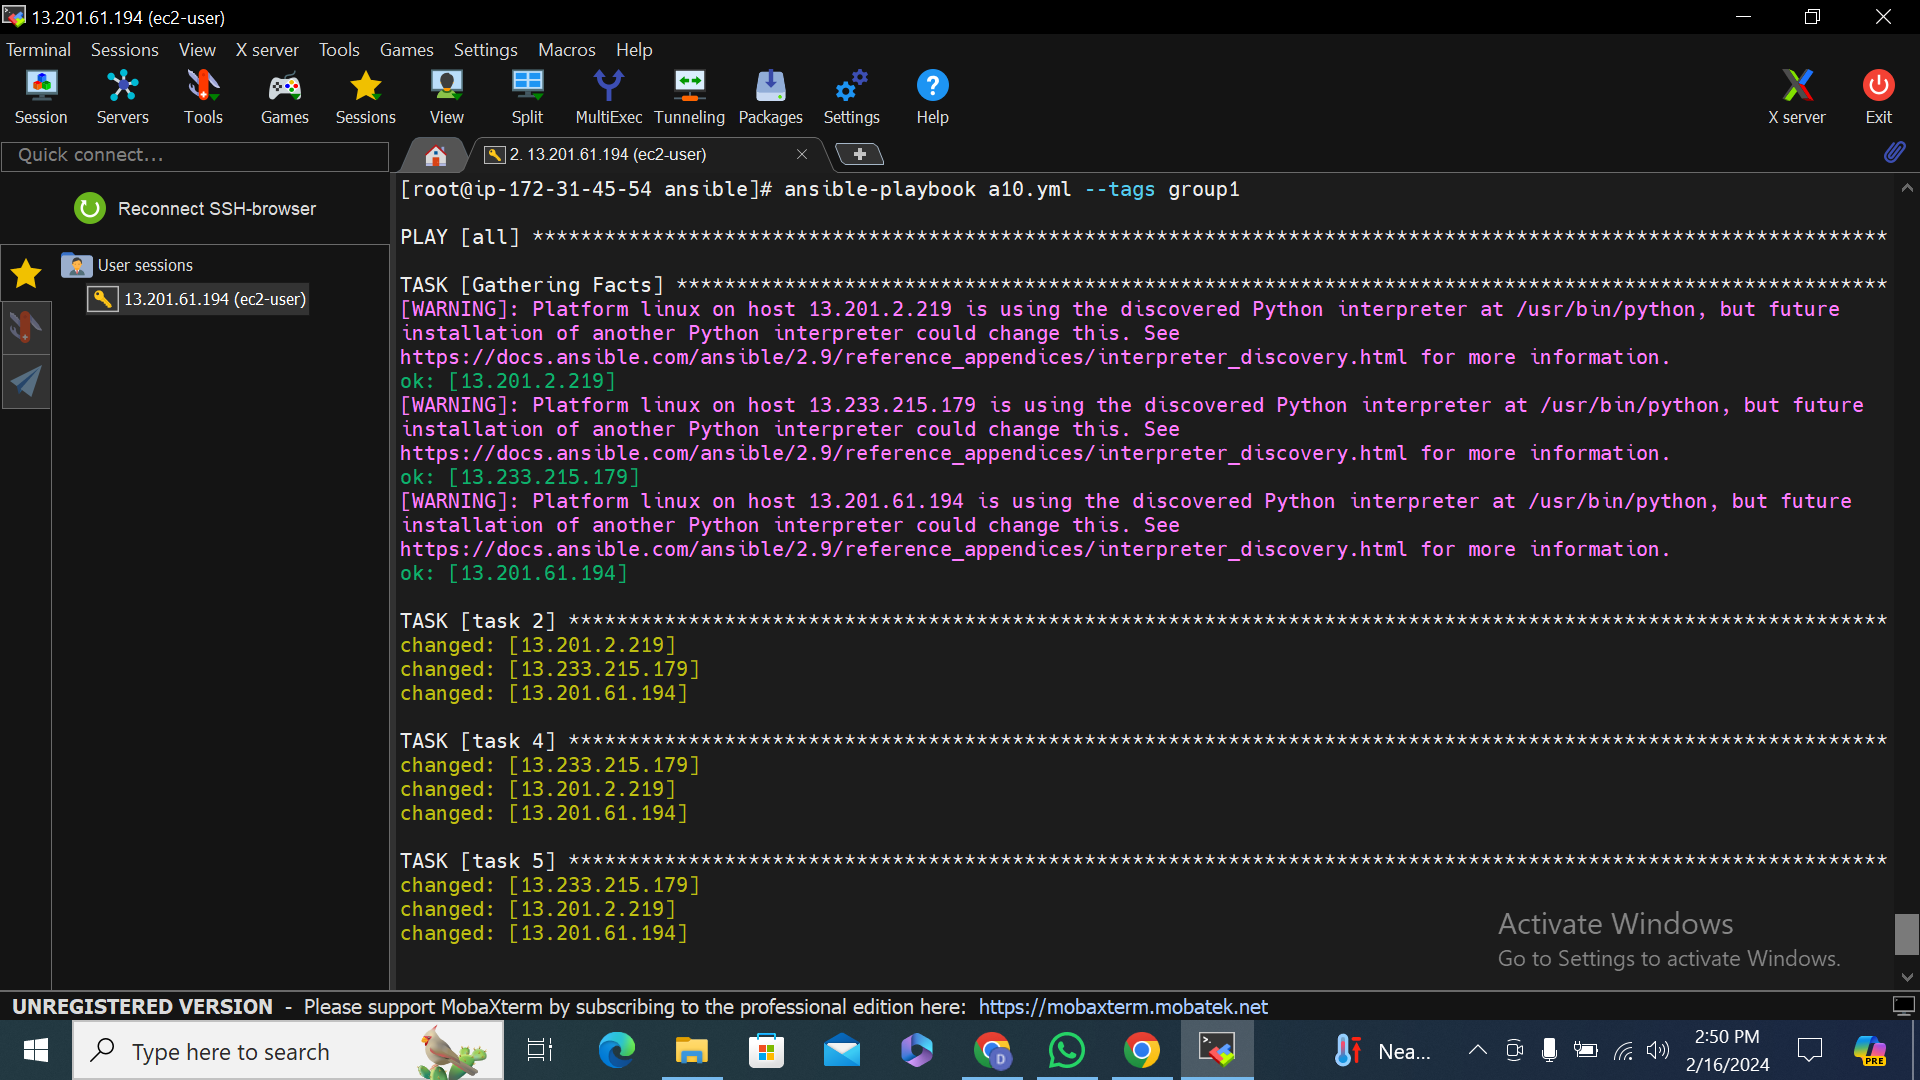 13.201.61.194 (ec2-user)
Terminal Sessions View X server Tools Games Settings Macros Help
Session Servers Tools Games Sessions View Split MultiExec Tunneling Packages Settings Help X server Exit
Quick connect...
2. 13.201.61.194 (ec2-user)
Reconnect SSH-browser
User sessions
13.201.61.194 (ec2-user)
[root@ip-172-31-45-54 ansible]# ansible-playbook a10.yml --tags group1
PLAY [all] *****************************************************************************************************************
TASK [Gathering Facts] *****************************************************************************************************
[WARNING]: Platform linux on host 13.201.2.219 is using the discovered Python interpreter at /usr/bin/python, but future
installation of another Python interpreter could change this. See
https://docs.ansible.com/ansible/2.9/reference_appendices/interpreter_discovery.html for more information.
ok: [13.201.2.219]
[WARNING]: Platform linux on host 13.233.215.179 is using the discovered Python interpreter at /usr/bin/python, but future
installation of another Python interpreter could change this. See
https://docs.ansible.com/ansible/2.9/reference_appendices/interpreter_discovery.html for more information.
ok: [13.233.215.179]
[WARNING]: Platform linux on host 13.201.61.194 is using the discovered Python interpreter at /usr/bin/python, but future
installation of another Python interpreter could change this. See
https://docs.ansible.com/ansible/2.9/reference_appendices/interpreter_discovery.html for more information.
ok: [13.201.61.194]
TASK [task 2] **************************************************************************************************************
changed: [13.201.2.219]
changed: [13.233.215.179]
changed: [13.201.61.194]
TASK [task 4] **************************************************************************************************************
changed: [13.233.215.179]
changed: [13.201.2.219]
changed: [13.201.61.194]
TASK [task 5] **************************************************************************************************************
changed: [13.233.215.179]
changed: [13.201.2.219]
changed: [13.201.61.194]
Activate Windows
Go to Settings to activate Windows.
UNREGISTERED VERSION - Please support MobaXterm by subscribing to the professional edition here: https://mobaxterm.mobatek.net
Type here to search
D
Nea...
2:50 PM
2/16/2024
PRE